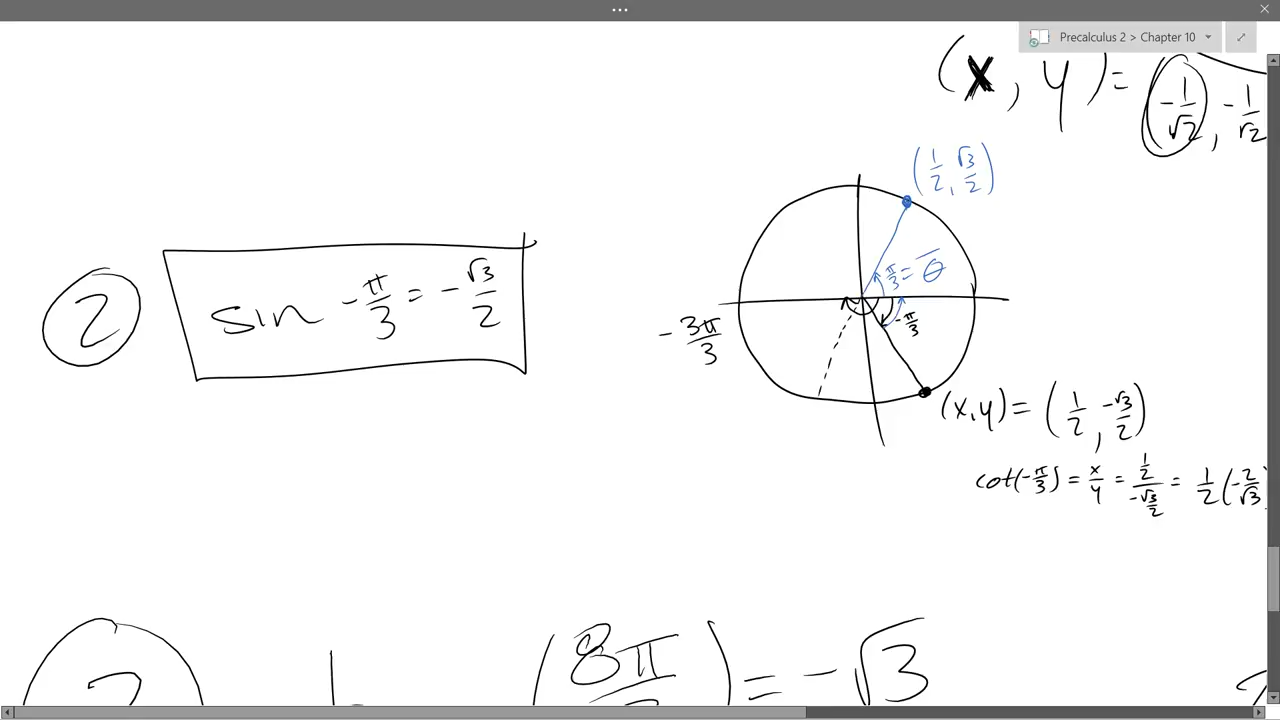 Precalculus 2 > Chapter 10
(x, y) = -1/√2, -1/√2
(1/2, √3/2)
π/3 = θ̅
② sin -π/3 = -√3/2
-3π/3
-π/3
(x,y) = (1/2, -√3/2)
cot(-π/3) = x/y = 1/2/-√3/2 = 1/2(-2/√3)
(8π/) = -√3